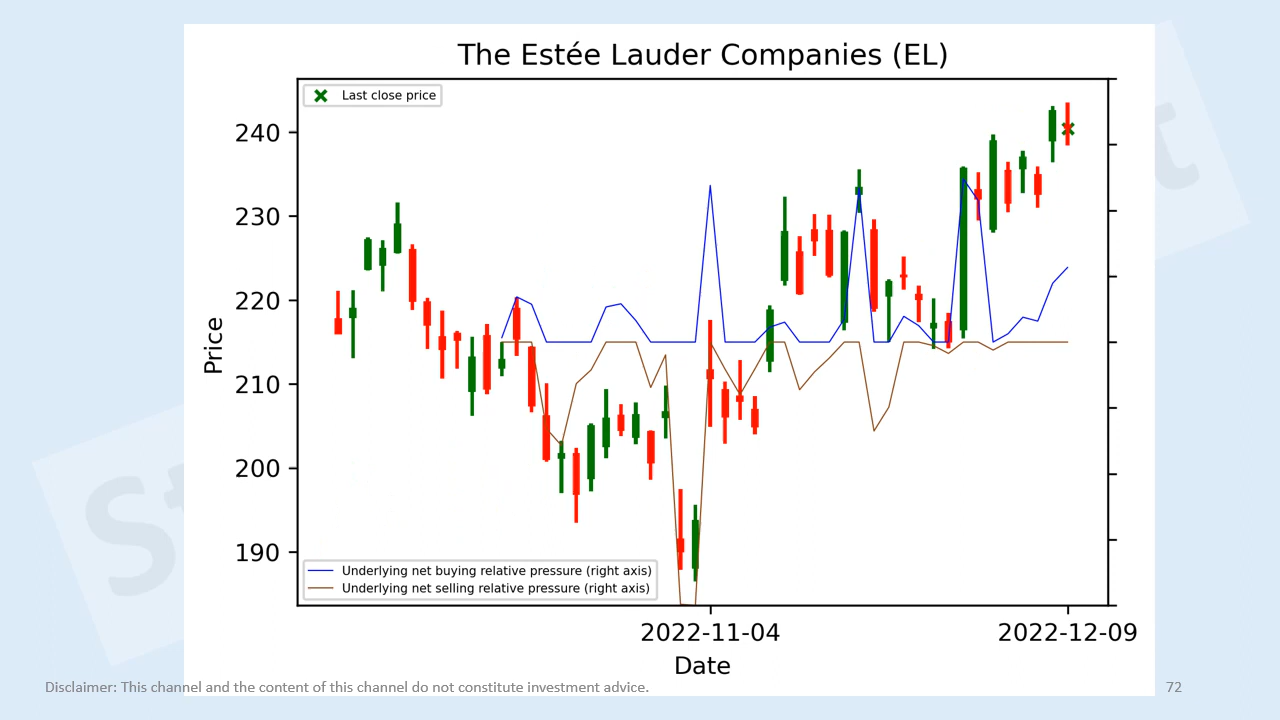 The Estée Lauder Companies (EL)
Last close price
240
230
220
210
200
190
Price
Underlying net buying relative pressure (right axis)
Underlying net selling relative pressure (right axis)
2022-11-04
2022-12-09
Date
Disclaimer: This channel and the content of this channel do not constitute investment advice.
72